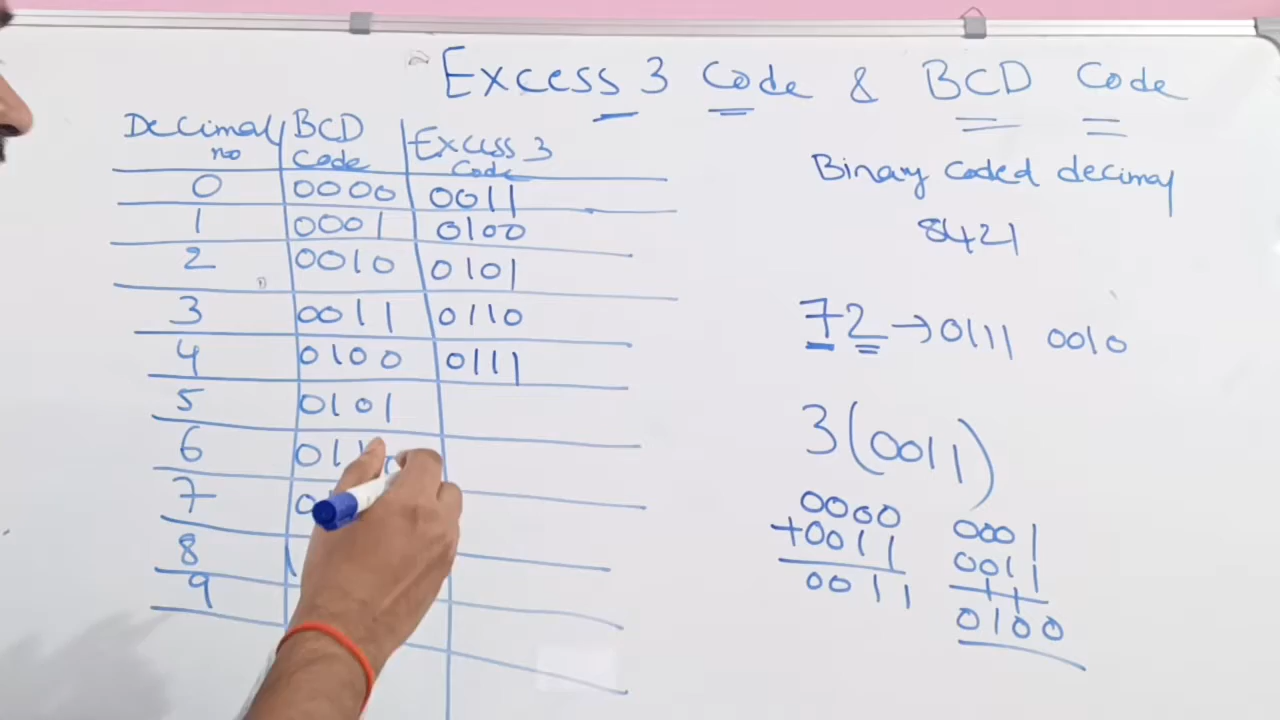 Excess 3 Code & BCD Code
Decimal no BCD Code Excess 3 Code
0 0000 0011
1 0001 0100
2 0010 0101
3 0011 0110
4 0100 0111
5 0101
6
7
8
9
Binary coded decimal
8421
72 → 0111 0010
3 (0011)
0000
+0011
0011
0001
0011
1 1
0100